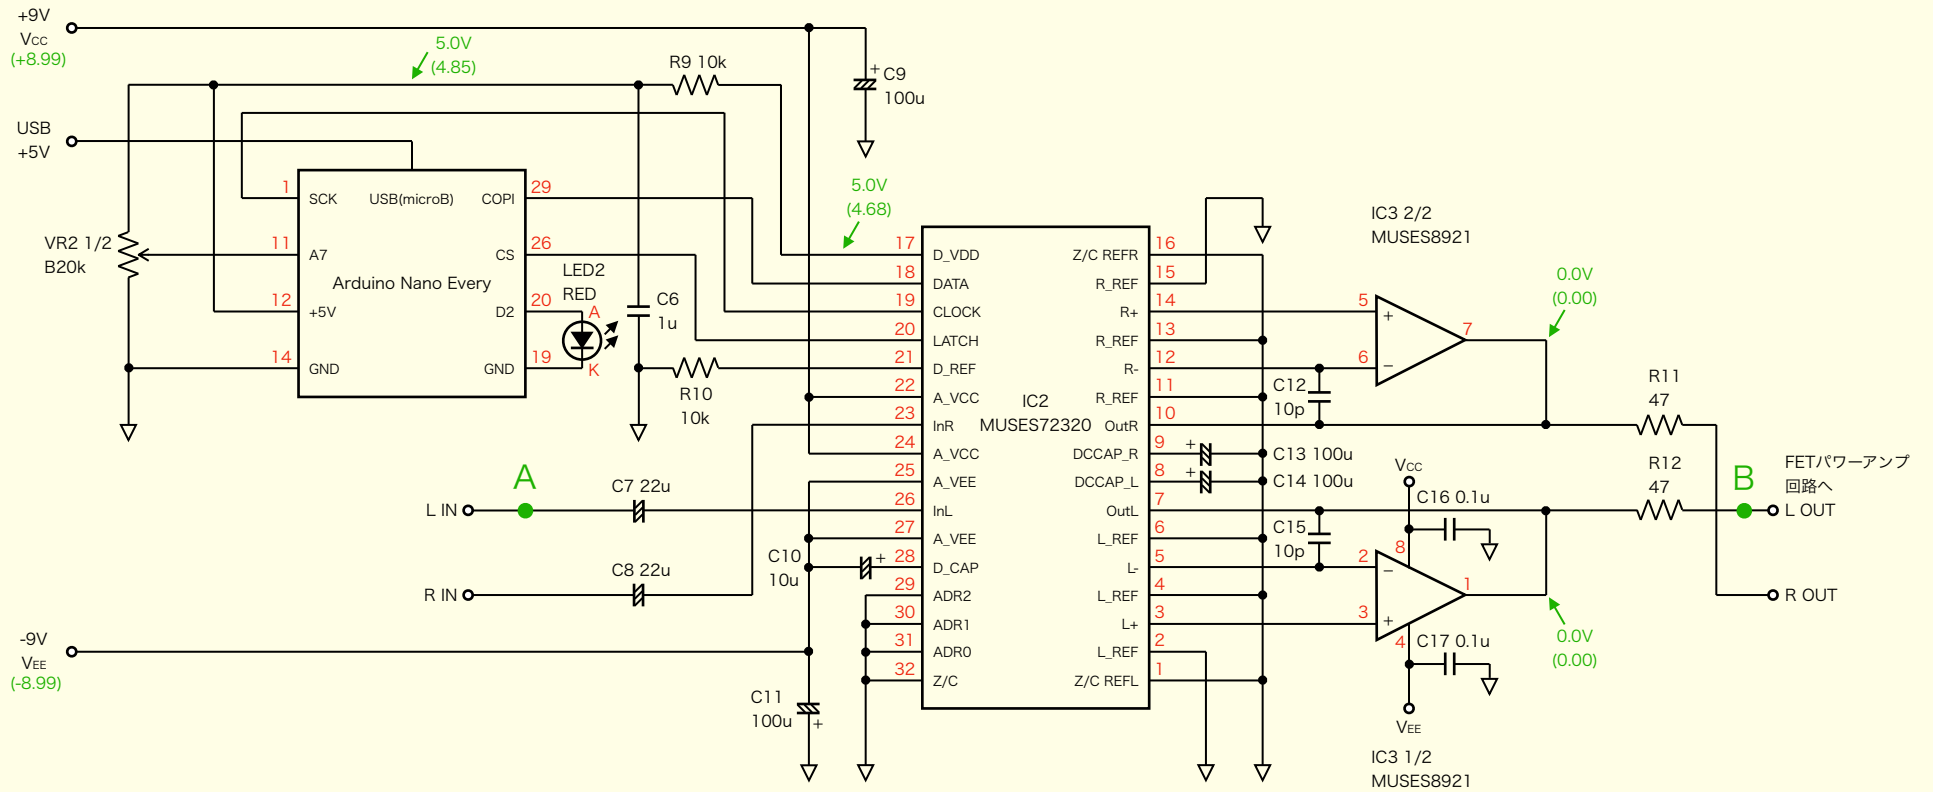 +9V
VCC
(+8.99)
5.0V
(4.85)
R9 10k
+
C9
100u
USB
+5V
1
SCK
USB(microB)
COPI
29
VR2 1/2
B20k
11
A7
CS
26
Arduino Nano Every
12
+5V
D2
20
14
GND
GND
19
LED2
RED
A
K
C6
1u
R10
10k
5.0V
(4.68)
17
D_VDD
18
DATA
19
CLOCK
20
LATCH
21
D_REF
22
A_VCC
23
InR
24
A_VCC
25
A_VEE
26
InL
27
A_VEE
28
D_CAP
29
ADR2
30
ADR1
31
ADR0
32
Z/C
IC2
MUSES72320
Z/C REFR
16
R_REF
15
R+
14
R_REF
13
R-
12
R_REF
11
OutR
10
DCCAP_R
9
DCCAP_L
8
OutL
7
L_REF
6
L-
5
L_REF
4
L+
3
L_REF
2
Z/C REFL
1
A
L IN
C7 22u
R IN
C8 22u
C10
10u
+
-9V
VEE
(-8.99)
C11
100u
+
IC3 2/2
MUSES8921
5
+
6
−
7
0.0V
(0.00)
C12
10p
+
C13 100u
+
C14 100u
R11
47
R12
47
B
FETパワーアンプ
回路へ
L OUT
R OUT
VCC
C16 0.1u
8
C15
10p
2
−
3
+
1
4
C17 0.1u
VEE
0.0V
(0.00)
IC3 1/2
MUSES8921